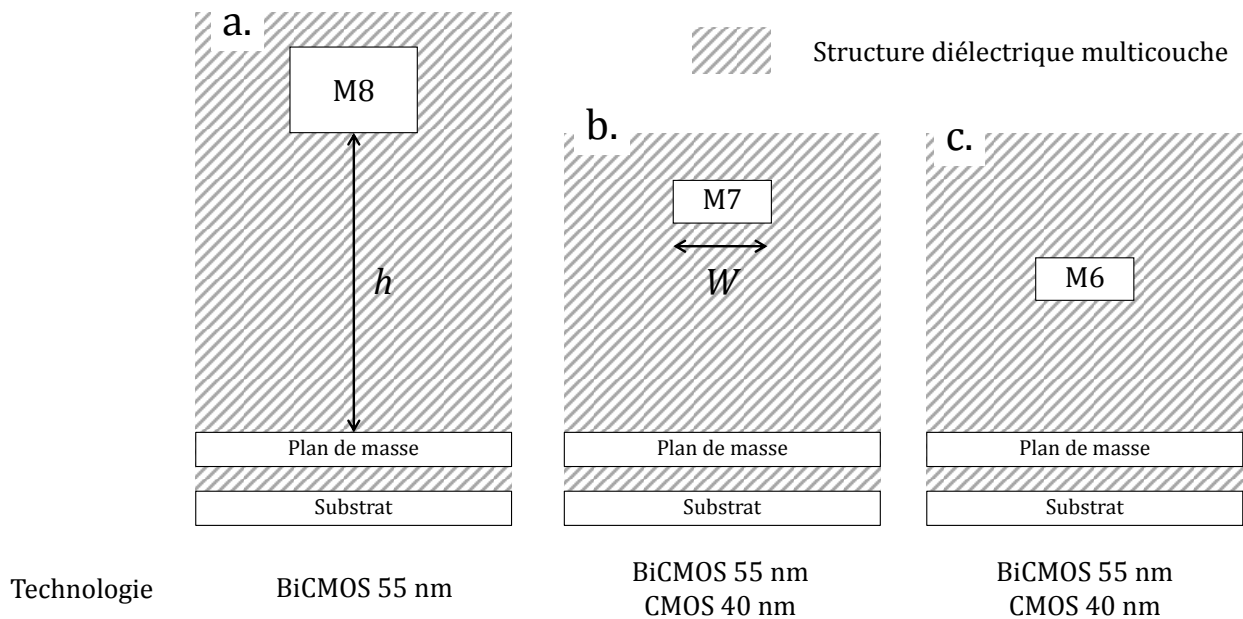 a.
M8
h
Plan de masse
Substrat
Structure diélectrique multicouche
b.
M7
W
Plan de masse
Substrat
c.
M6
Plan de masse
Substrat
Technologie
BiCMOS 55 nm
BiCMOS 55 nm
CMOS 40 nm
BiCMOS 55 nm
CMOS 40 nm